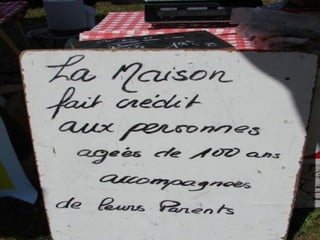 La Maison
fait crédit
aux personnes
agées de 100 ans
accompagnées
de leurs Parents